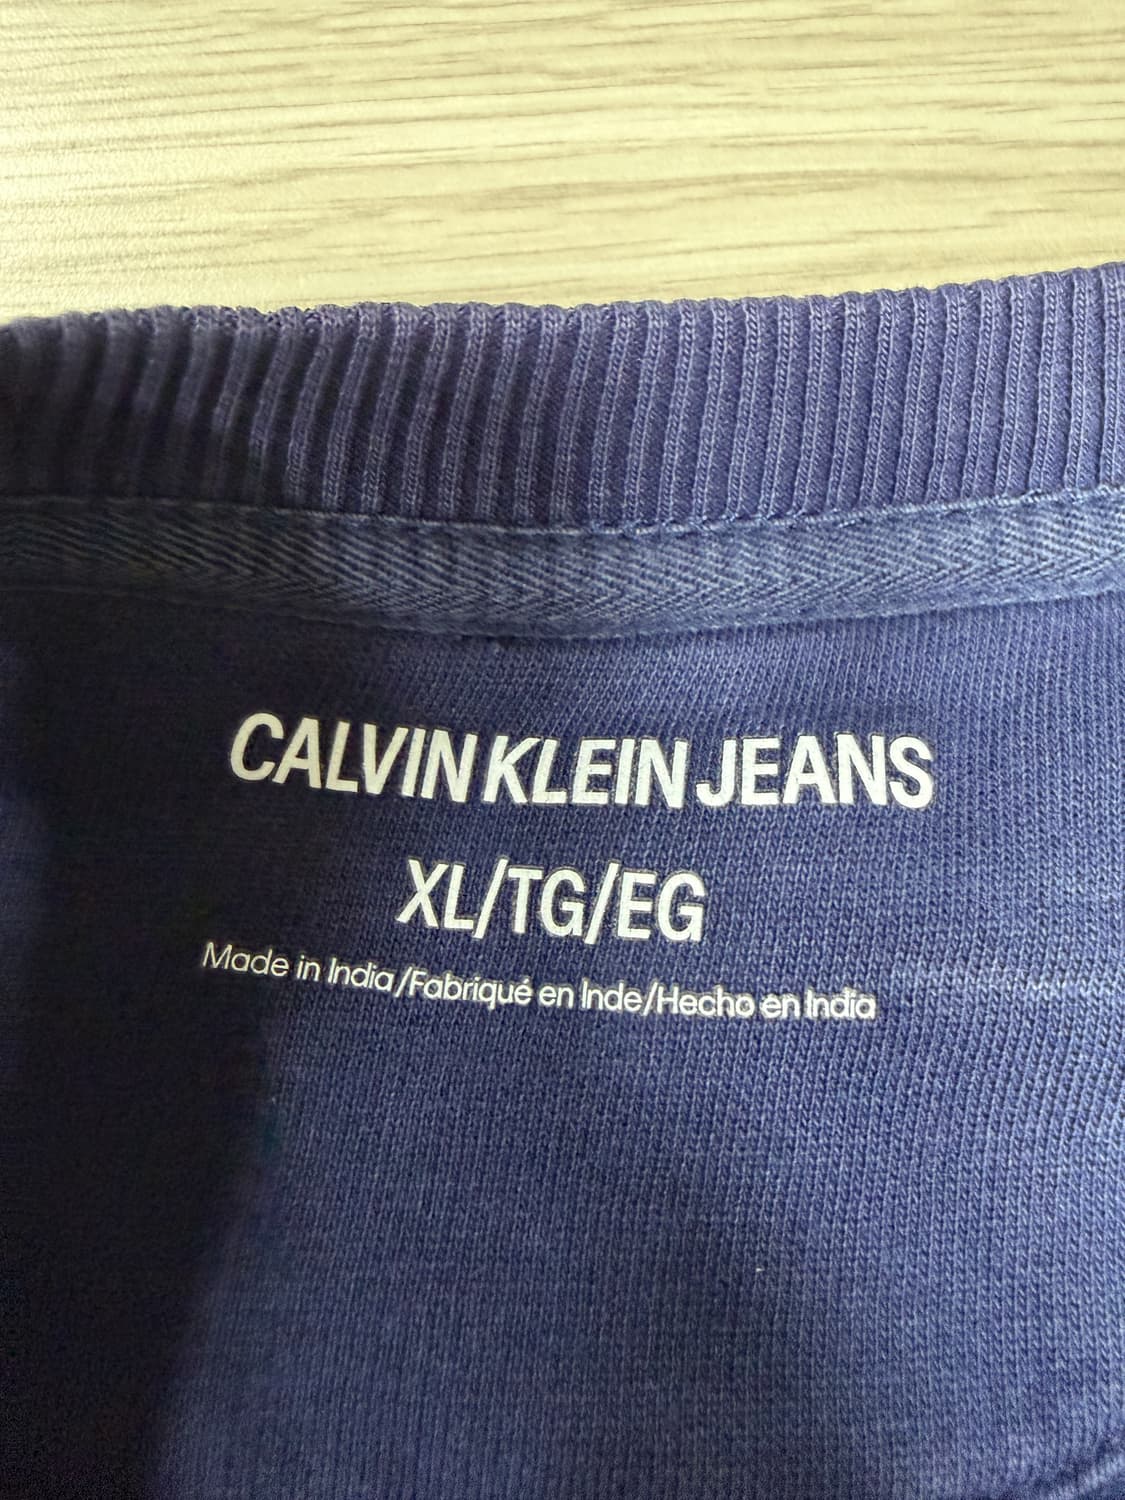 CALVIN KLEIN JEANS
XL/TG/EG
Made in India/Fabriqué en Inde/Hecho en India